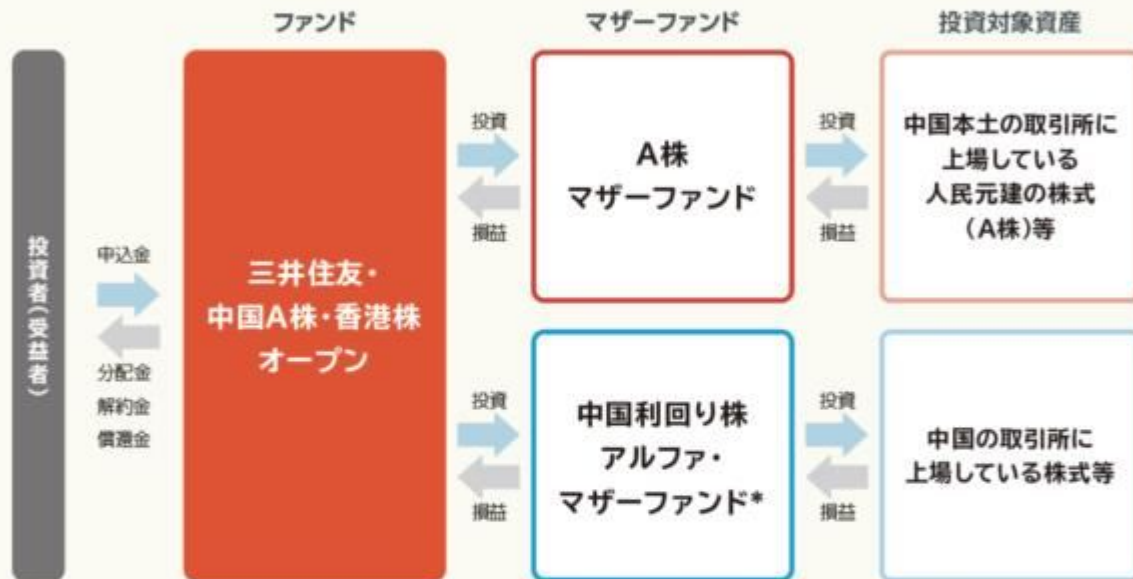 ファンド
マザーファンド
投資対象資産
投資者(受益者)
申込金
分配金
解約金
償還金
三井住友・
中国A株・香港株
オープン
投資
損益
A株
マザーファンド
投資
損益
中国本土の取引所に
上場している
人民元建の株式
(A株)等
投資
損益
中国利回り株
アルファ・
マザーファンド*
投資
損益
中国の取引所に
上場している株式等